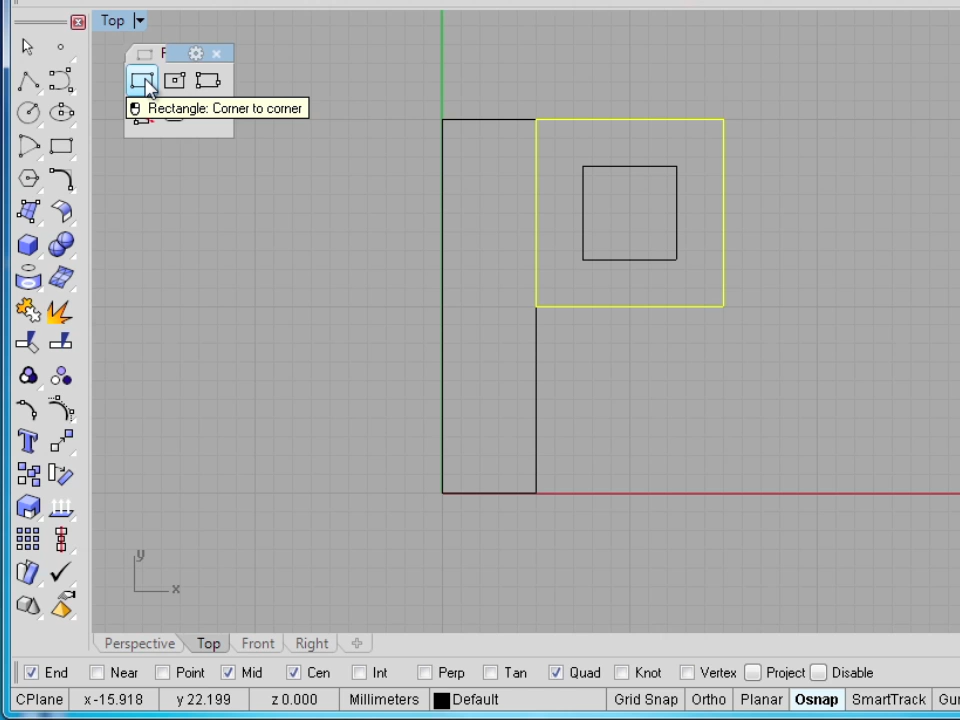 Top
Rectangle: Corner to corner
y
x
Perspective Top Front Right
End Near Point Mid Cen Int Perp Tan Quad Knot Vertex Project Disable
CPlane x -15.918 y 22.199 z 0.000 Millimeters Default Grid Snap Ortho Planar Osnap SmartTrack